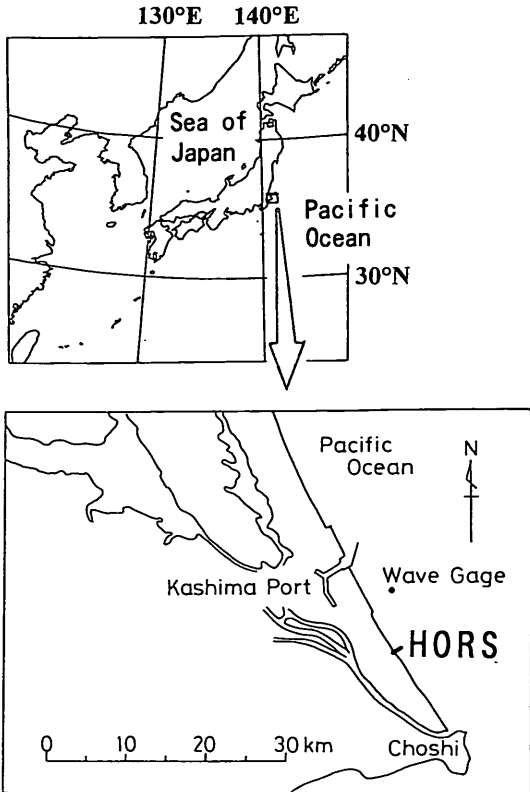 130°E 140°E
Sea of
Japan
40°N
Pacific
Ocean
30°N
Pacific
Ocean
N
Kashima Port
Wave Gage
HORS
0 10 20 30 km
Choshi